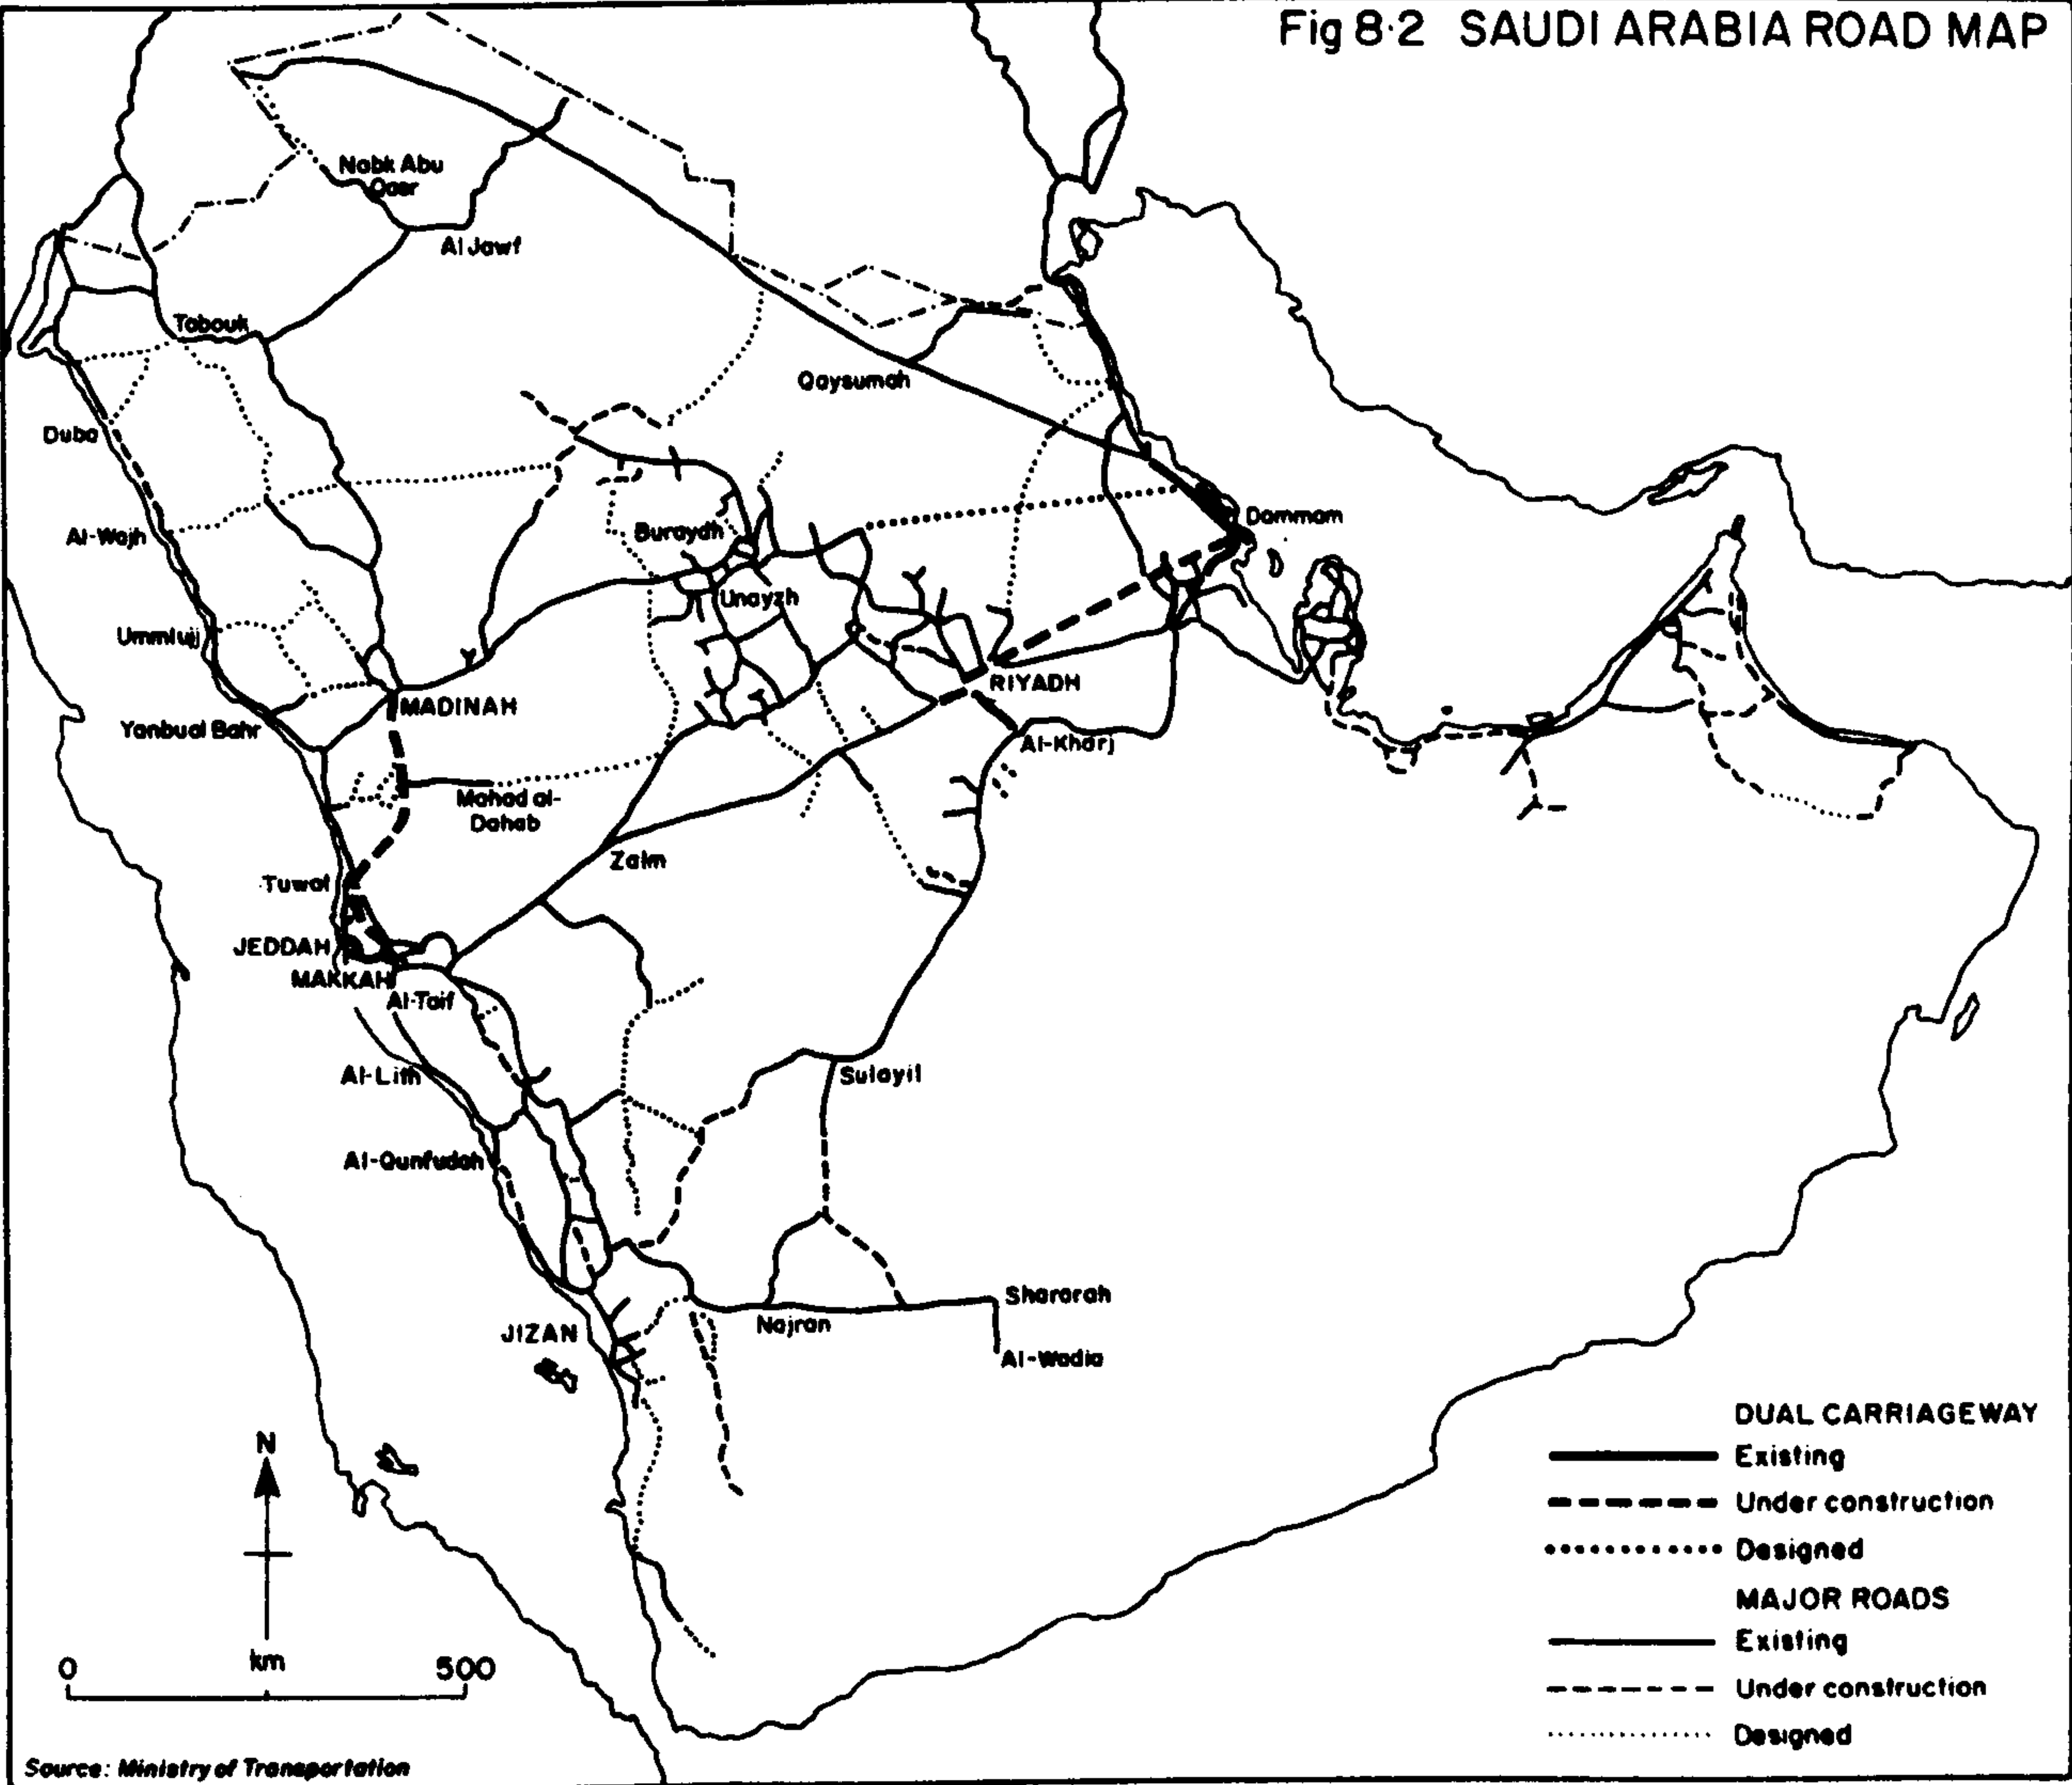 Fig 8·2 SAUDI ARABIA ROAD MAP
Nabk Abu
Qasr
Al Jawf
Tobouk
Qaysumah
Duba
Al-Wajh
Buraydh
Dammam
Unayzh
Ummlujj
RIYADH
MADINAH
Yanbual Bahr
Al-Kharj
Mahad al-
Dahab
Zalm
Tuwal
JEDDAH
MAKKAH
Al-Taif
Al-Lith
Sulayil
Al-Qunfudah
Shararah
Najran
JIZAN
Al-Wadia
N
km
0 500
DUAL CARRIAGEWAY
Existing
Under construction
Designed
MAJOR ROADS
Existing
Under construction
Designed
Source: Ministry of Transportation